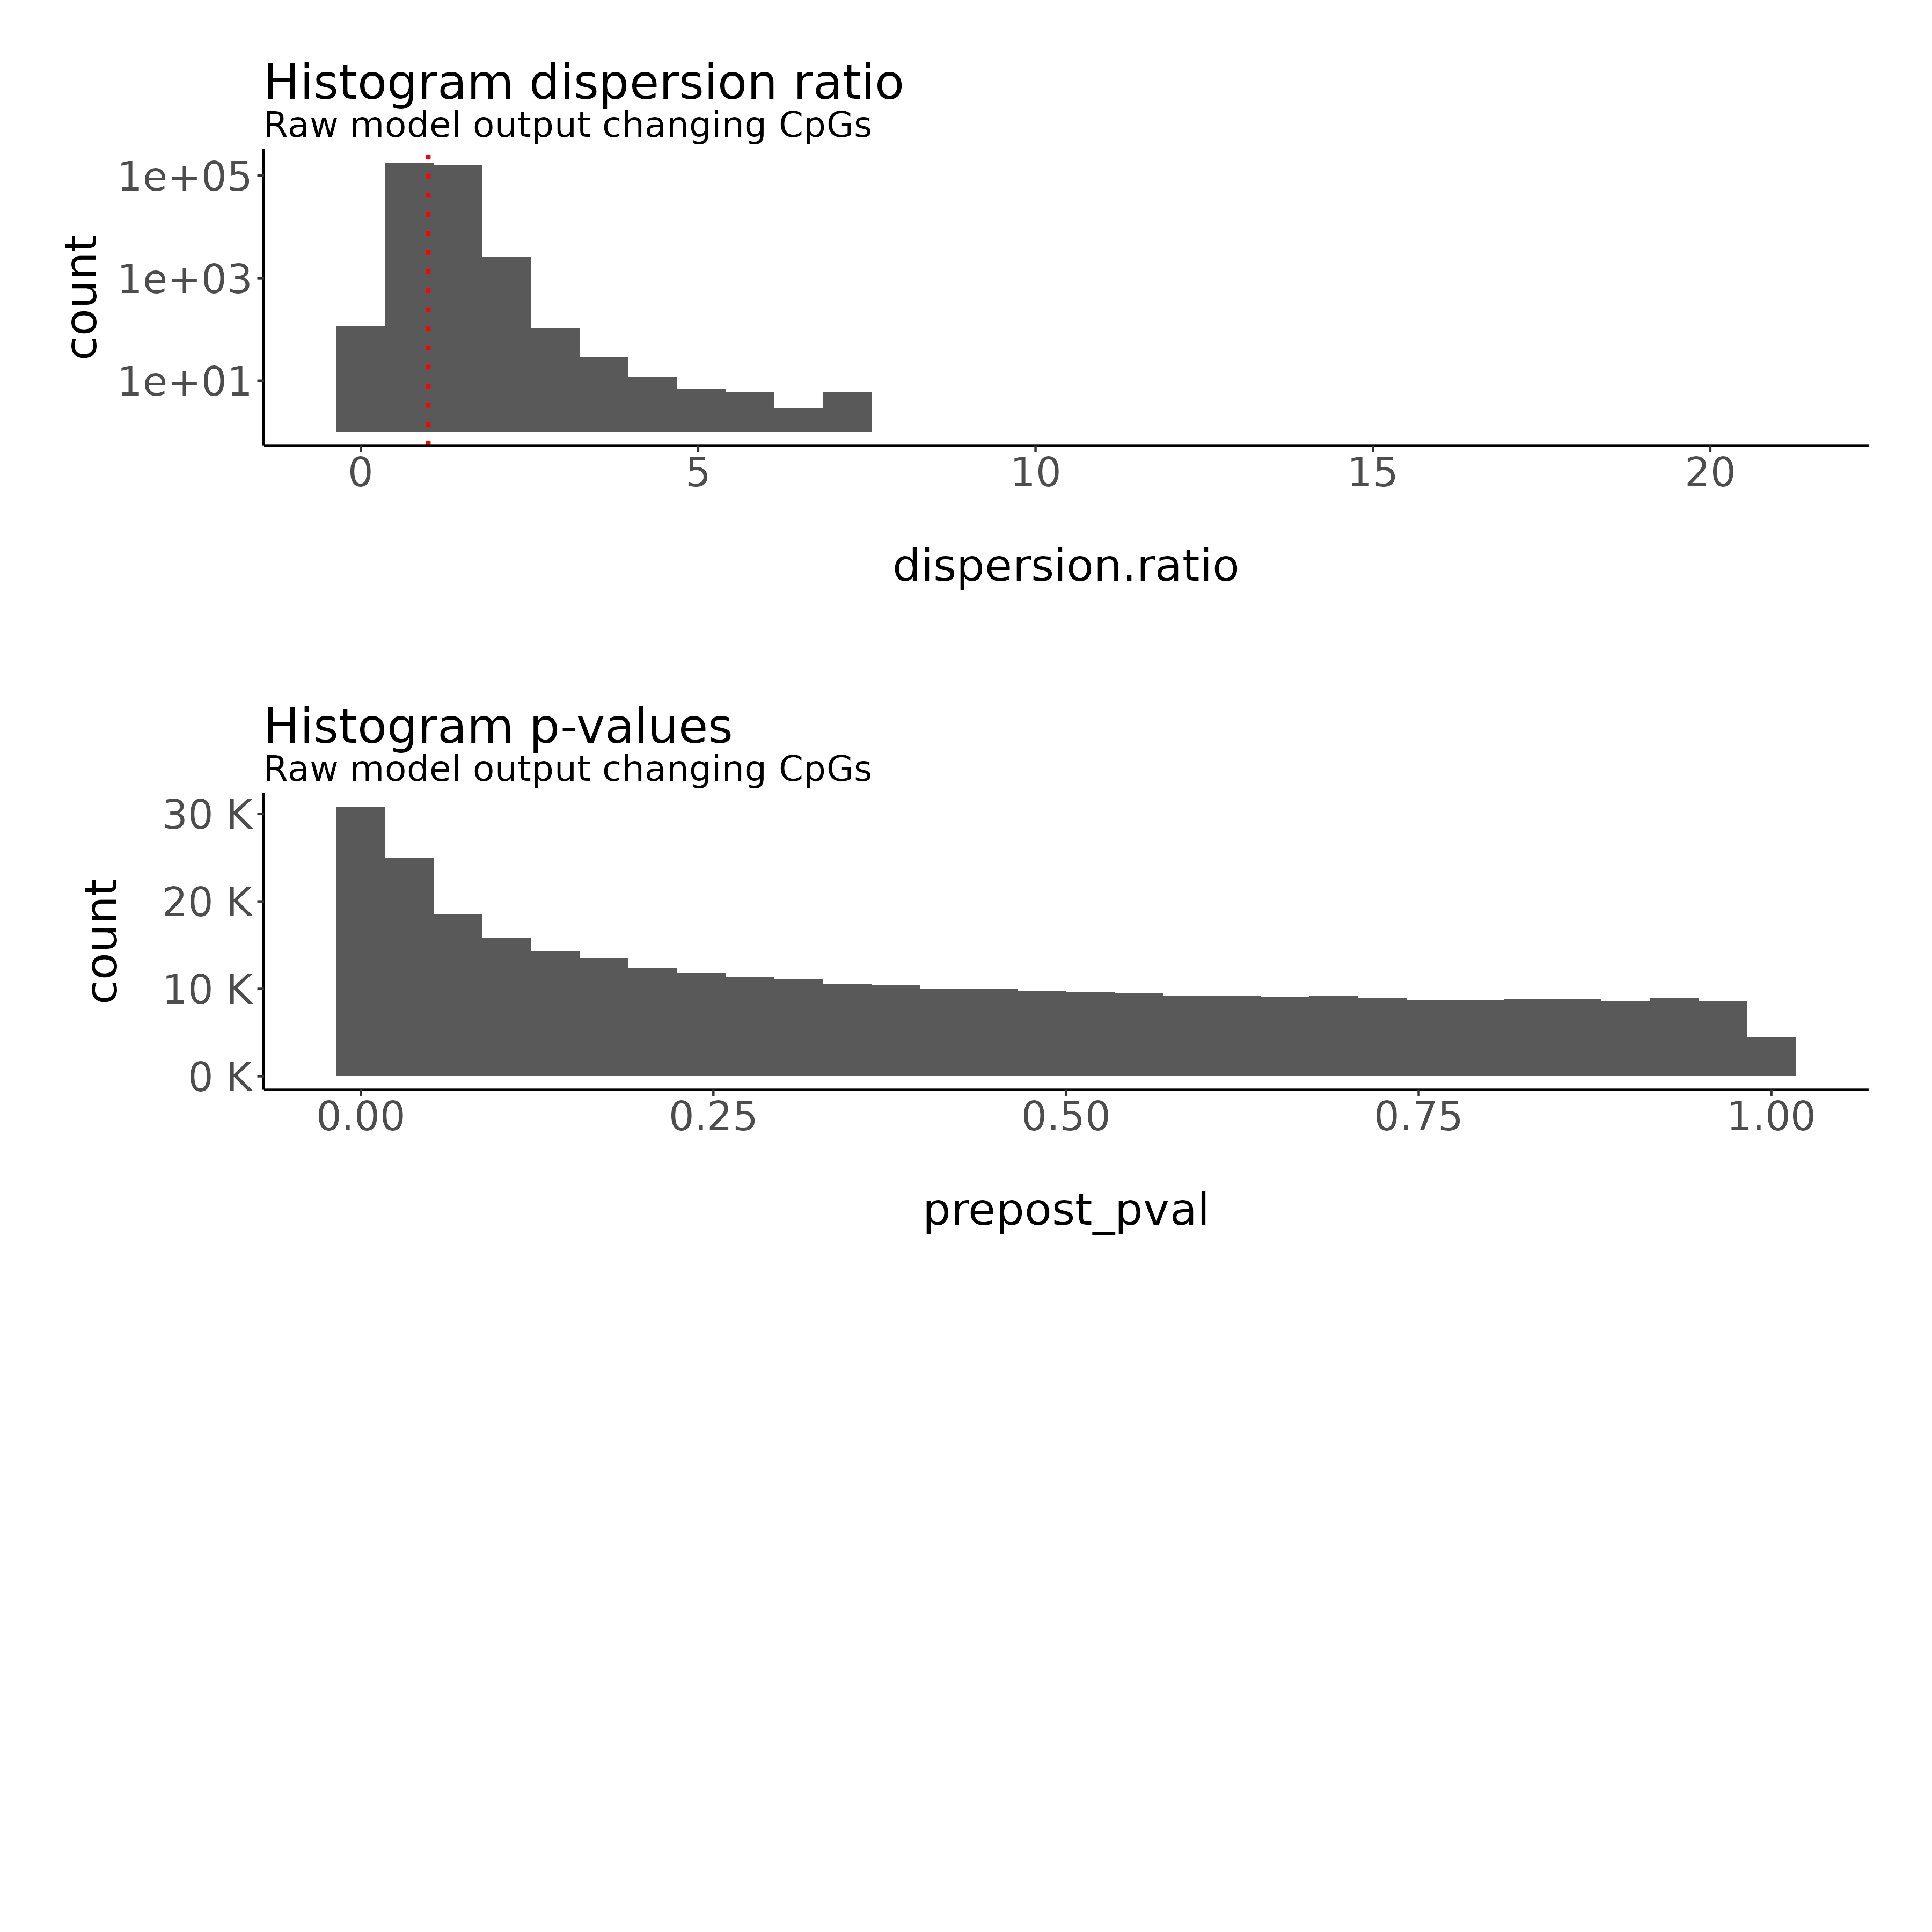 Histogram dispersion ratio
Raw model output changing CpGs
1e+05
1e+03
1e+01
count
0 5 10 15 20
dispersion.ratio
Histogram p-values
Raw model output changing CpGs
30 K
20 K
10 K
0 K
count
0.00 0.25 0.50 0.75 1.00
prepost_pval